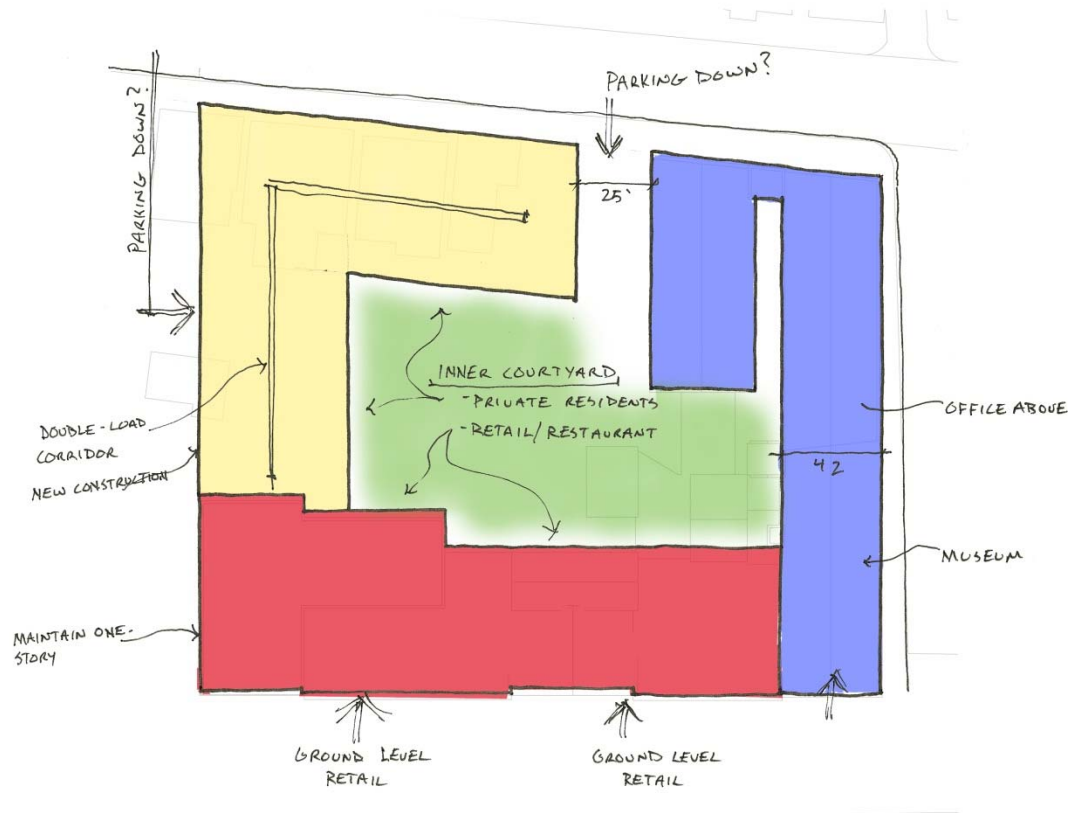 PARKING DOWN?
PARKING DOWN?
25'
INNER COURTYARD
-PRIVATE RESIDENTS
-RETAIL/RESTAURANT
DOUBLE-LOAD
CORRIDOR
NEW CONSTRUCTION
OFFICE ABOVE
42
MUSEUM
MAINTAIN ONE-
STORY
GROUND LEVEL
RETAIL
GROUND LEVEL
RETAIL